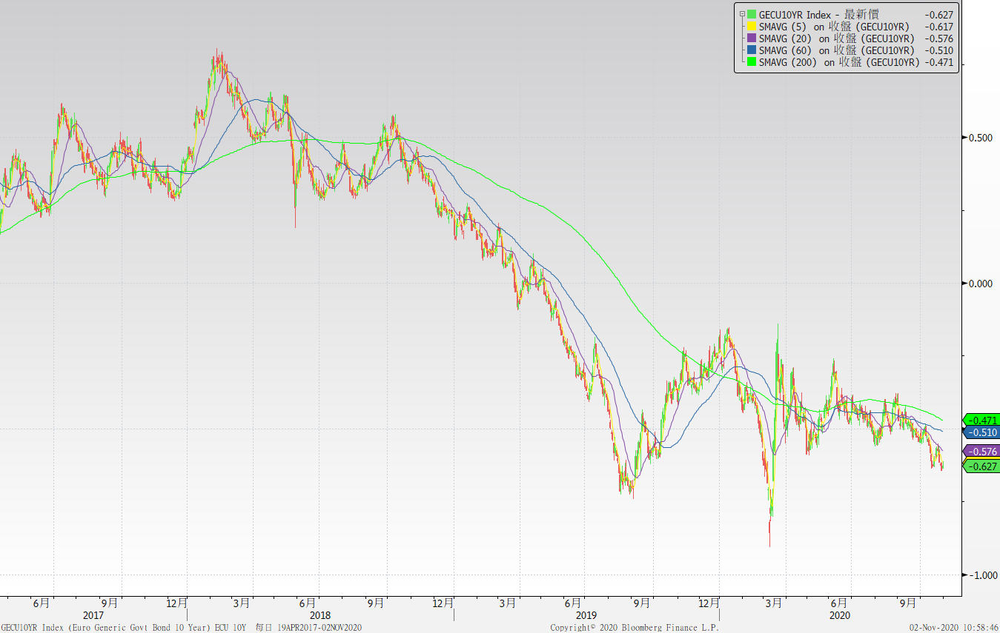 GECU10YR Index - 最新價 -0.627
SMAVG (5) on 收盤 (GECU10YR) -0.617
SMAVG (20) on 收盤 (GECU10YR) -0.576
SMAVG (60) on 收盤 (GECU10YR) -0.510
SMAVG (200) on 收盤 (GECU10YR) -0.471
0.500
0.000
-0.471
-0.510
-0.576
-0.627
-1.000
6月 9月 12月 3月 6月 9月 12月 3月 6月 9月 12月 3月 6月 9月
2017 2018 2019 2020
GECU10YR Index (Euro Generic Govt Bond 10 Year) ECU 10Y 每日 19APR2017-02NOV2020 Copyright© 2020 Bloomberg Finance L.P. 02-Nov-2020 10:58:46